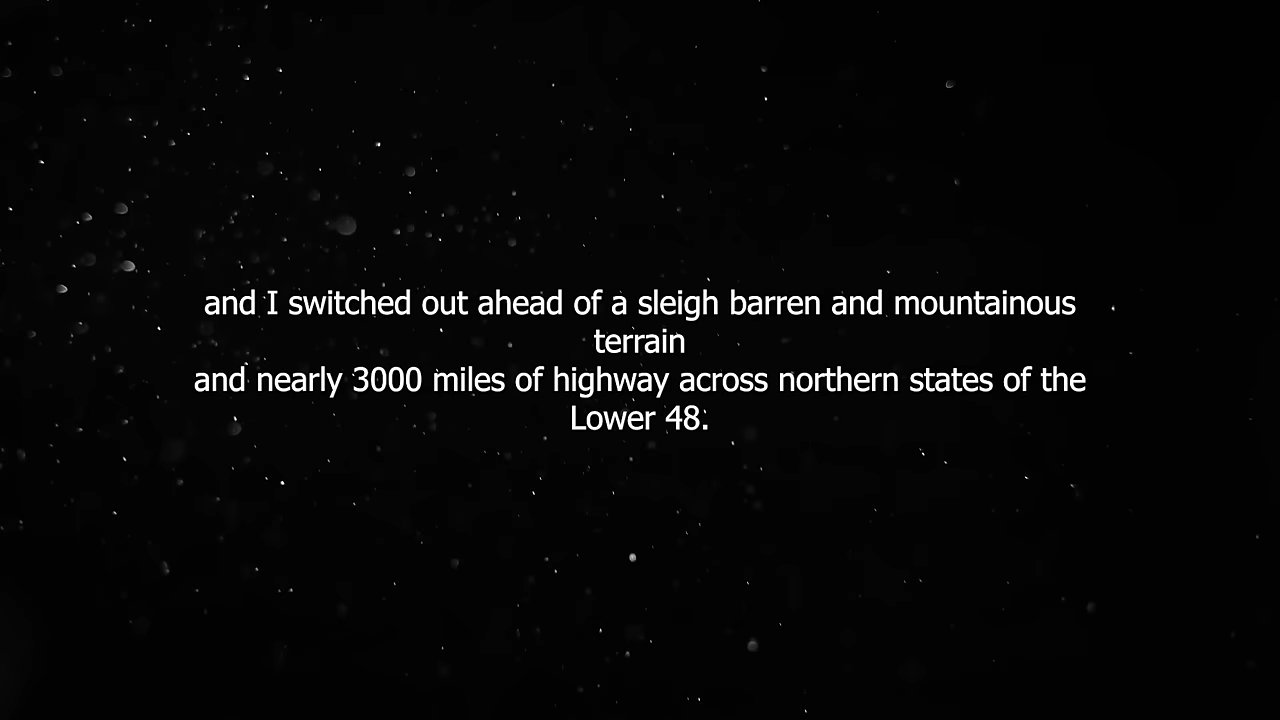 and I switched out ahead of a sleigh barren and mountainous
terrain
and nearly 3000 miles of highway across northern states of the
Lower 48.